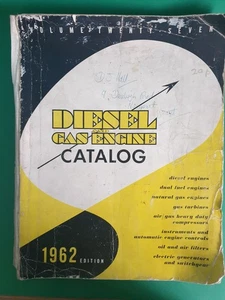 VOLUME TWENTY SEVEN
DIESEL
GAS ENGINE
CATALOG
diesel engines
dual fuel engines
natural gas engines
gas turbines
air/gas heavy duty
compressors
instruments and
automatic engine controls
oil and air filters
electric generators
and switchgear
1962 EDITION